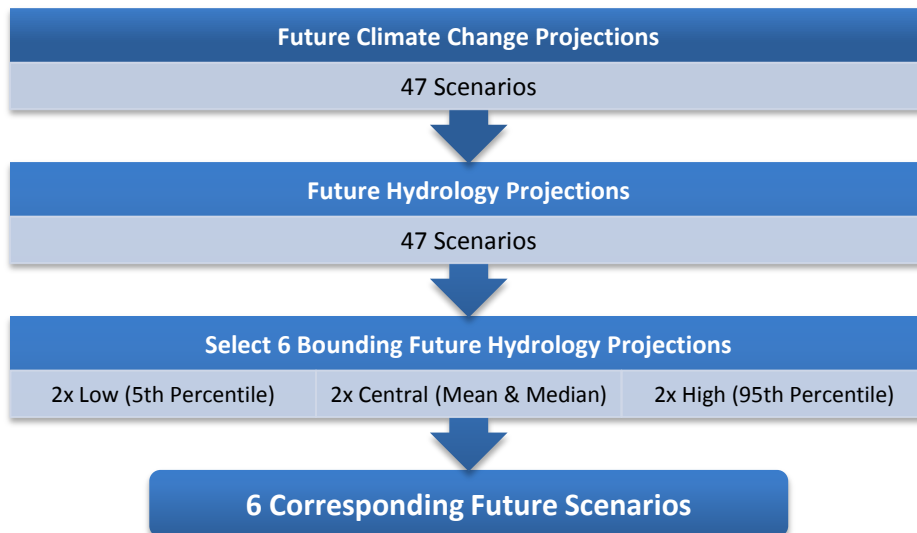 Future Climate Change Projections
47 Scenarios
Future Hydrology Projections
47 Scenarios
Select 6 Bounding Future Hydrology Projections
2x Low (5th Percentile)
2x Central (Mean & Median)
2x High (95th Percentile)
6 Corresponding Future Scenarios